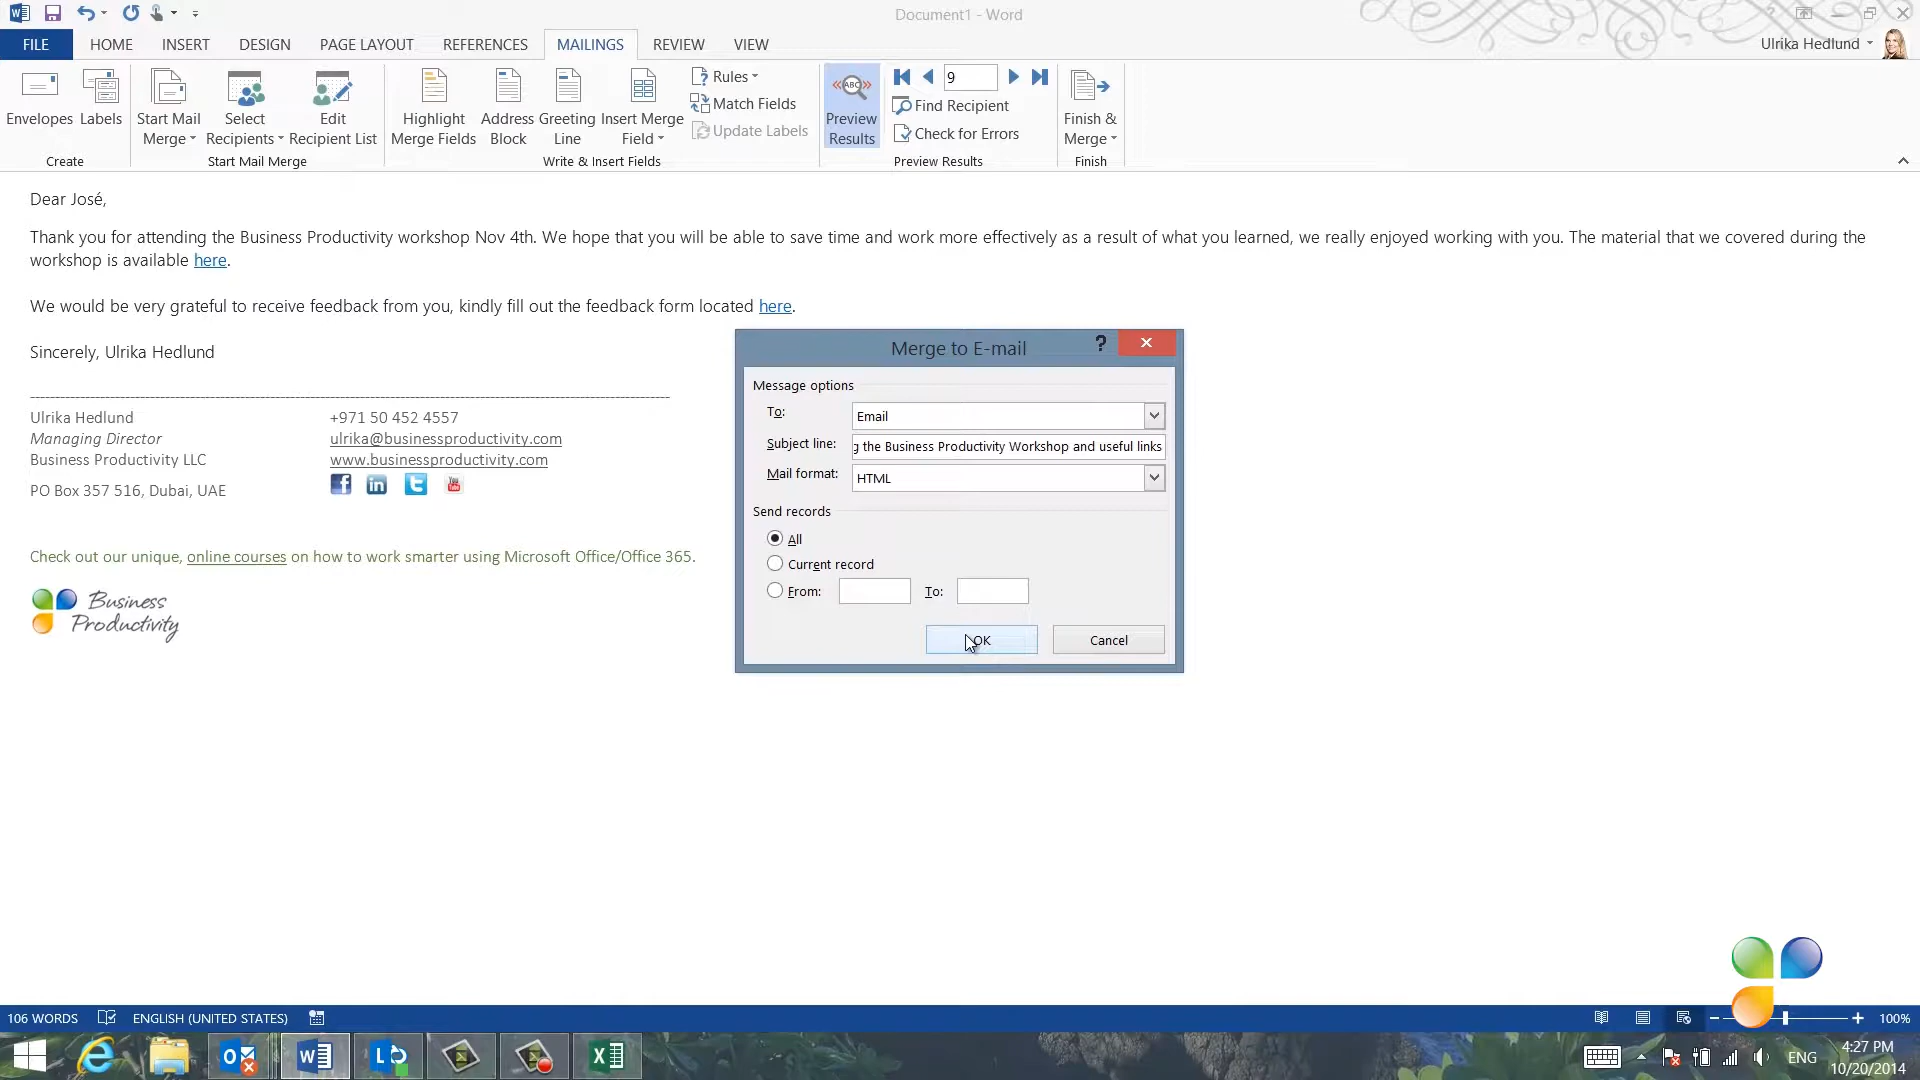 Document1 - Word
FILE HOME INSERT DESIGN PAGE LAYOUT REFERENCES MAILINGS REVIEW VIEW Ulrika Hedlund
Envelopes Labels
Create
Start Mail Merge
Select Recipients
Edit Recipient List
Start Mail Merge
Highlight Merge Fields
Address Block
Greeting Line
Insert Merge Field
Rules
Match Fields
Update Labels
Write & Insert Fields
ABC
Preview Results
9
Find Recipient
Check for Errors
Preview Results
Finish & Merge
Finish
Dear José,
Thank you for attending the Business Productivity workshop Nov 4th. We hope that you will be able to save time and work more effectively as a result of what you learned, we really enjoyed working with you. The material that we covered during the
workshop is available here.
We would be very grateful to receive feedback from you, kindly fill out the feedback form located here.
Sincerely, Ulrika Hedlund
Ulrika Hedlund +971 50 452 4557
Managing Director ulrika@businessproductivity.com
Business Productivity LLC www.businessproductivity.com
PO Box 357 516, Dubai, UAE
Check out our unique, online courses on how to work smarter using Microsoft Office/Office 365.
Business
Productivity
Merge to E-mail
Message options
To: Email
Subject line: g the Business Productivity Workshop and useful links
Mail format: HTML
Send records
All
Current record
From: To:
OK Cancel
106 WORDS ENGLISH (UNITED STATES) 100%
ENG 4:27 PM
10/20/2014